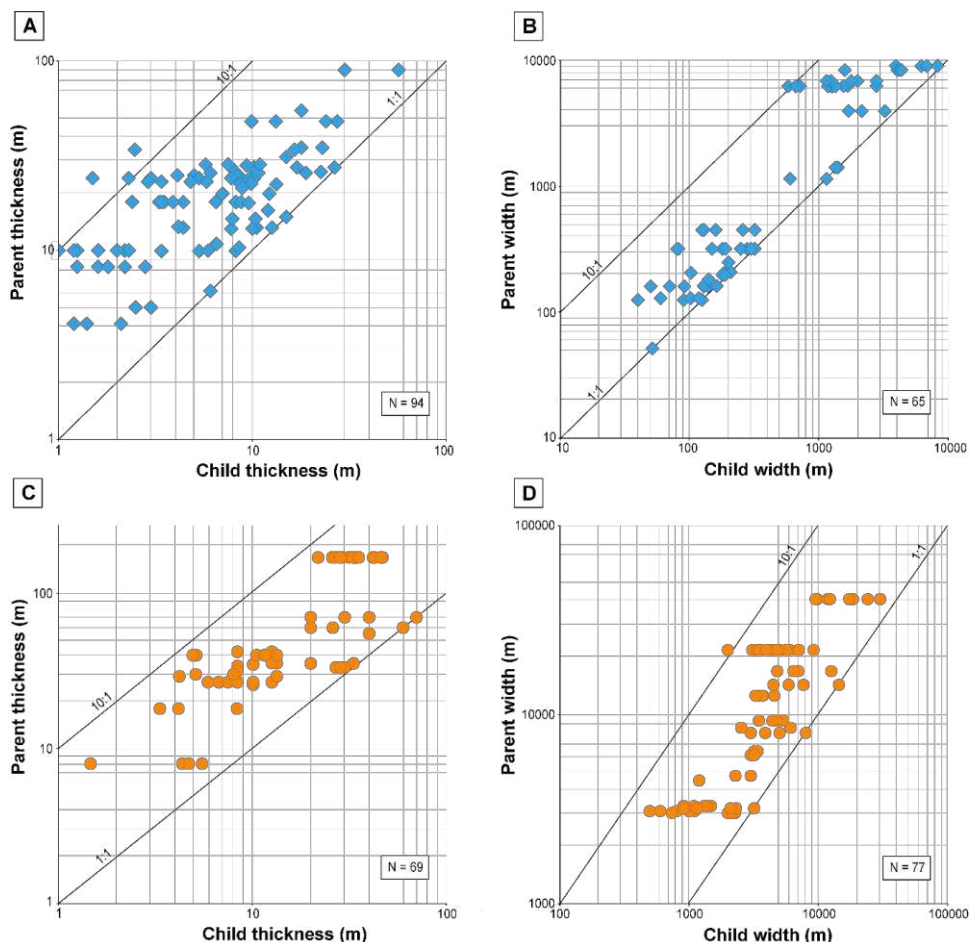 A
100
10
1
1
10
100
10:1
1:1
Parent thickness (m)
Child thickness (m)
N = 94
B
10000
1000
100
10
10
100
1000
10000
10:1
1:1
Parent width (m)
Child width (m)
N = 65
C
100
10
1
1
10
100
10:1
1:1
Parent thickness (m)
Child thickness (m)
N = 69
D
100000
10000
1000
100
1000
10000
100000
10:1
1:1
Parent width (m)
Child width (m)
N = 77